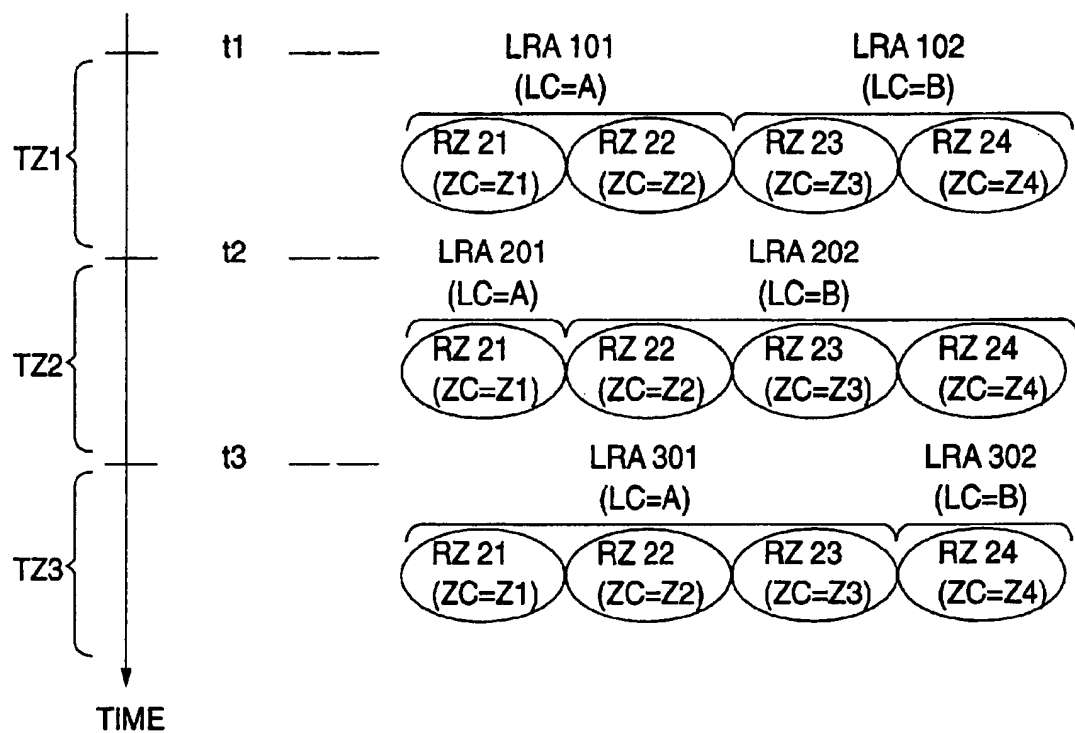 t1 LRA 101 LRA 102
(LC=A) (LC=B)
TZ1 RZ 21 RZ 22 RZ 23 RZ 24
(ZC=Z1) (ZC=Z2) (ZC=Z3) (ZC=Z4)
t2 LRA 201 LRA 202
(LC=A) (LC=B)
TZ2 RZ 21 RZ 22 RZ 23 RZ 24
(ZC=Z1) (ZC=Z2) (ZC=Z3) (ZC=Z4)
t3 LRA 301 LRA 302
(LC=A) (LC=B)
TZ3 RZ 21 RZ 22 RZ 23 RZ 24
(ZC=Z1) (ZC=Z2) (ZC=Z3) (ZC=Z4)
TIME